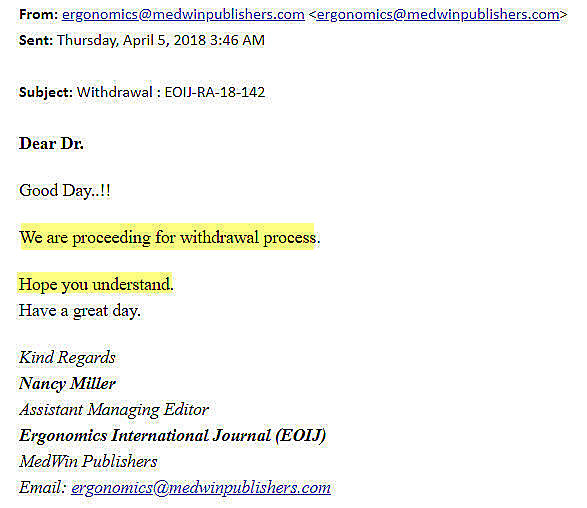 From: ergonomics@medwinpublishers.com <ergonomics@medwinpublishers.com>
Sent: Thursday, April 5, 2018 3:46 AM
Subject: Withdrawal : EOIJ-RA-18-142
Dear Dr.
Good Day..!!
We are proceeding for withdrawal process.
Hope you understand.
Have a great day.
Kind Regards
Nancy Miller
Assistant Managing Editor
Ergonomics International Journal (EOIJ)
MedWin Publishers
Email: ergonomics@medwinpublishers.com